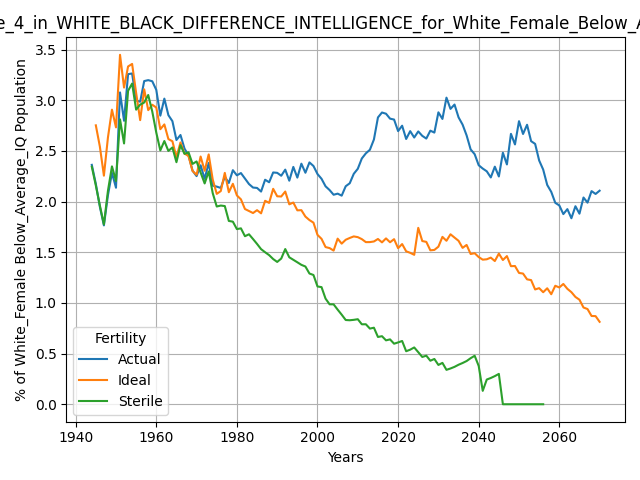 e_4_in_WHITE_BLACK_DIFFERENCE_INTELLIGENCE_for_White_Female_Below_A
% of White_Female Below_Average_IQ Population
3.5
3.0
2.5
2.0
1.5
1.0
0.5
0.0
Fertility
Actual
Ideal
Sterile
1940
1960
1980
2000
2020
2040
2060
Years